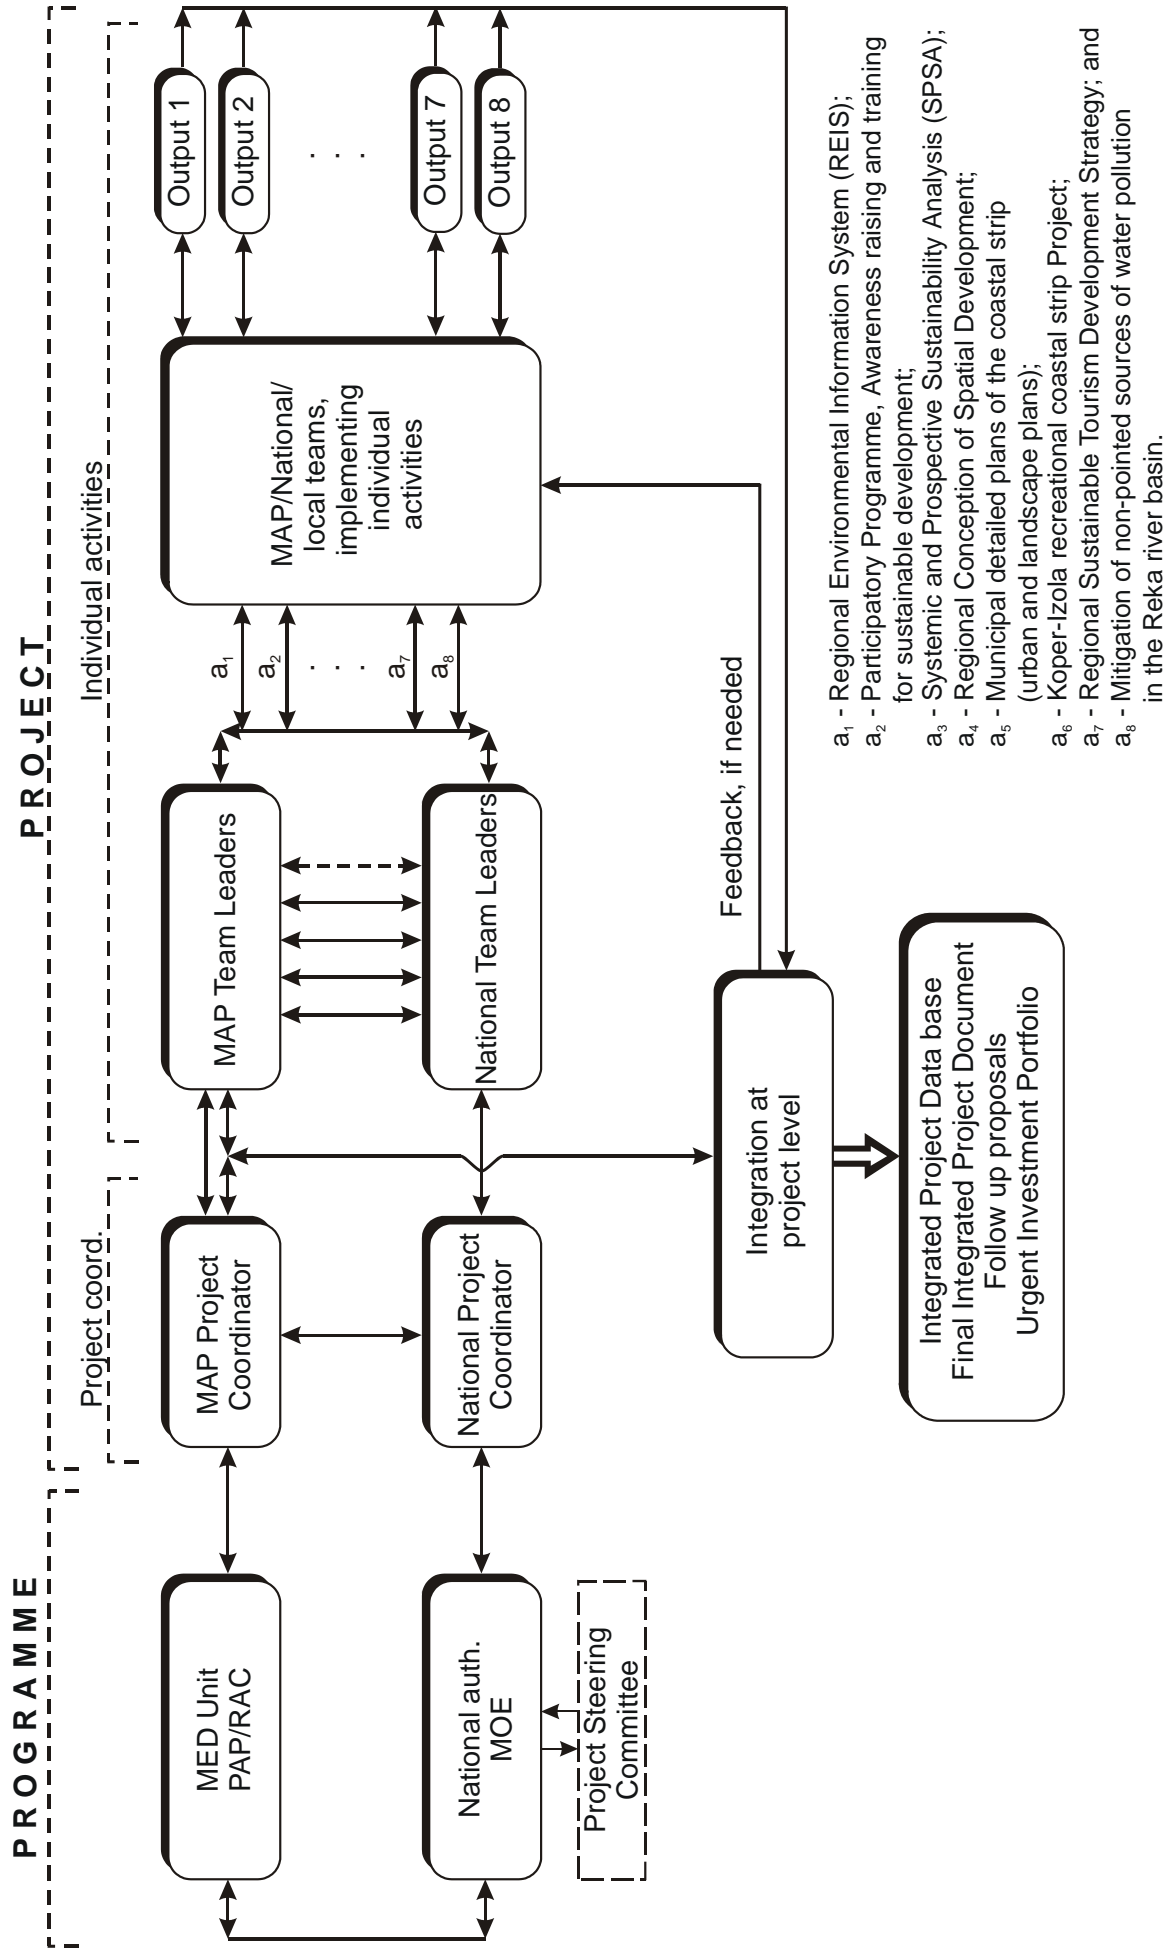 PROGRAMME
PROJECT
Project coord.
Individual activities
MED Unit
PAP/RAC
MAP Project
Coordinator
MAP Team Leaders
a₁
a₂
. . .
a₇
a₈
MAP/National/
local teams,
implementing
individual
activities
Output 1
Output 2
. . .
Output 7
Output 8
National auth.
MOE
National Project
Coordinator
National Team Leaders
Project Steering
Committee
Feedback, if needed
Integration at
project level
Integrated Project Data base
Final Integrated Project Document
Follow up proposals
Urgent Investment Portfolio
a₁ - Regional Environmental Information System (REIS);
a₂ - Participatory Programme, Awareness raising and training
for sustainable development;
a₃ - Systemic and Prospective Sustainability Analysis (SPSA);
a₄ - Regional Conception of Spatial Development;
a₅ - Municipal detailed plans of the coastal strip
(urban and landscape plans);
a₆ - Koper-Izola recreational coastal strip Project;
a₇ - Regional Sustainable Tourism Development Strategy; and
a₈ - Mitigation of non-pointed sources of water pollution
in the Reka river basin.